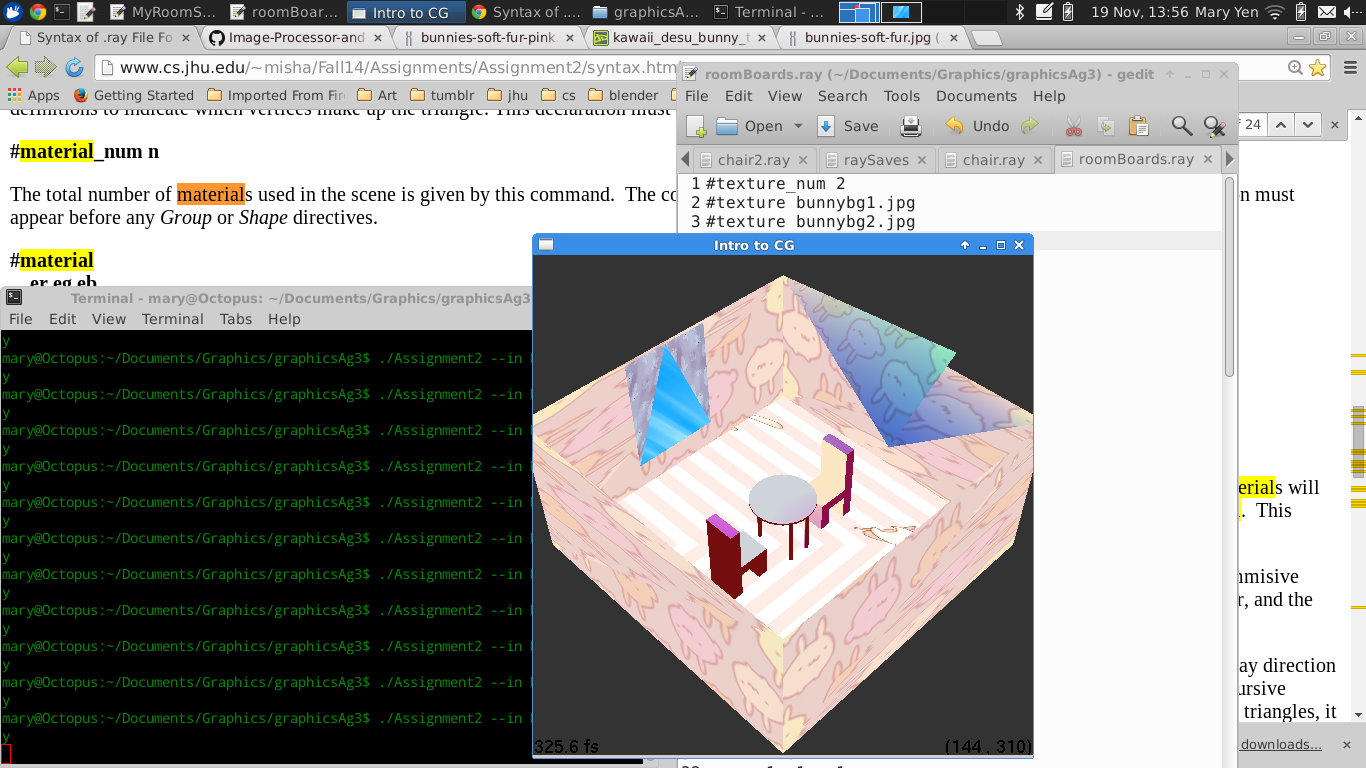 MyRoomS...
roomBoar...
Intro to CG
Syntax of ....
graphicsA...
Terminal - ...
19 Nov, 13:56 Mary Yen
Syntax of .ray File Fo
Image-Processor-and
bunnies-soft-fur-pink.
kawaii_desu_bunny_t
bunnies-soft-fur.jpg (
www.cs.jhu.edu/~misha/Fall14/Assignments/Assignment2/syntax.htm
Apps
Getting Started
Imported From Fir
Art
tumblr
jhu
cs
blender
definitions to indicate which vertices make up the triangle. This declaration must
#material_num n
The total number of materials used in the scene is given by this command. The co
n must
appear before any Group or Shape directives.
#material
er eg eb
of 24
erials will
. This
mmisive
r, and the
ay direction
ursive
triangles, it
downloads...
roomBoards.ray (~/Documents/Graphics/graphicsAg3) - gedit
File Edit View Search Tools Documents Help
Open
Save
Undo
chair2.ray
raySaves
chair.ray
roomBoards.ray
1 #texture_num 2
2 #texture bunnybg1.jpg
3 #texture bunnybg2.jpg
Terminal - mary@Octopus: ~/Documents/Graphics/graphicsAg3
File Edit View Terminal Tabs Help
y
mary@Octopus:~/Documents/Graphics/graphicsAg3$ ./Assignment2 --in
y
mary@Octopus:~/Documents/Graphics/graphicsAg3$ ./Assignment2 --in
y
mary@Octopus:~/Documents/Graphics/graphicsAg3$ ./Assignment2 --in
y
mary@Octopus:~/Documents/Graphics/graphicsAg3$ ./Assignment2 --in
y
mary@Octopus:~/Documents/Graphics/graphicsAg3$ ./Assignment2 --in
y
mary@Octopus:~/Documents/Graphics/graphicsAg3$ ./Assignment2 --in
y
mary@Octopus:~/Documents/Graphics/graphicsAg3$ ./Assignment2 --in
y
mary@Octopus:~/Documents/Graphics/graphicsAg3$ ./Assignment2 --in
y
mary@Octopus:~/Documents/Graphics/graphicsAg3$ ./Assignment2 --in
y
mary@Octopus:~/Documents/Graphics/graphicsAg3$ ./Assignment2 --in
y
mary@Octopus:~/Documents/Graphics/graphicsAg3$ ./Assignment2 --in
y
Intro to CG
325.6 fs
(144 , 310)